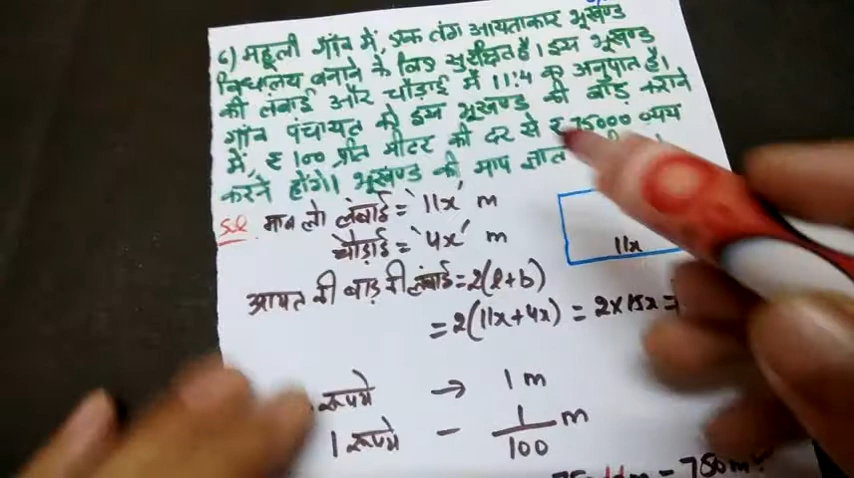 6) महूली गाँव में, एक तंग आयताकार भूखण्ड
विद्यालय बनाने के लिए सुरक्षित है। इस भूखण्ड
की लंबाई और चौड़ाई में 11:4 का अनुपात है।
गाँव पंचायत को इस भूखण्ड की बाड़ कराने
में, ₹100 प्रति मीटर की दर से ₹75000 व्यय
करने होंगे। भूखण्ड की माप ज्ञात
Sol मान लो लंबाई = '11x' m
चौड़ाई = '4x' m
11x
आयत की बाड़ की लंबाई = 2(l+b)
= 2(11x+4x) = 2×15x =
रूपये → 1 m
1 रूपये - 1/100 m
= 750m